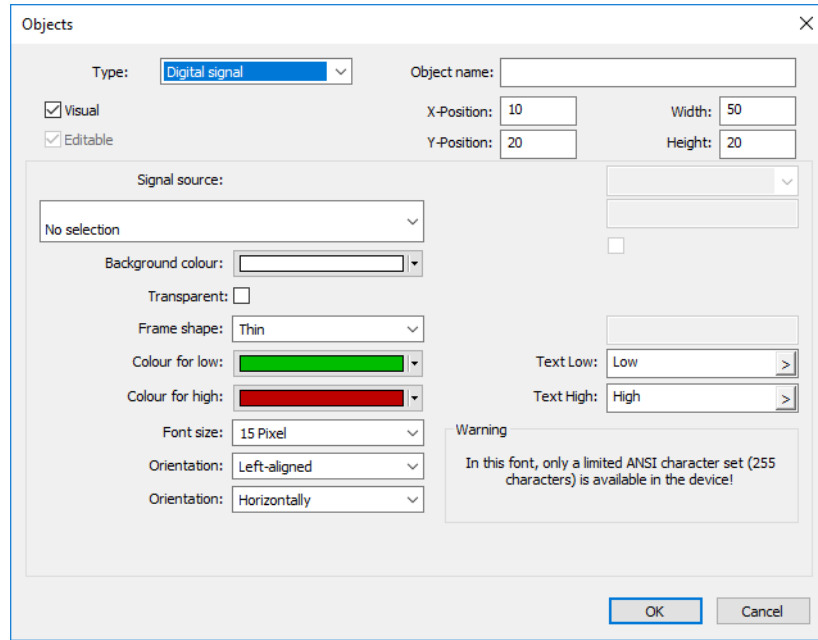 Objects
Type: Digital signal Object name:
Visual X-Position: 10 Width: 50
Editable Y-Position: 20 Height: 20
Signal source:
No selection
Background colour:
Transparent:
Frame shape: Thin
Colour for low: Text Low: Low >
Colour for high: Text High: High >
Font size: 15 Pixel Warning
Orientation: Left-aligned In this font, only a limited ANSI character set (255
Orientation: Horizontally characters) is available in the device!
OK Cancel